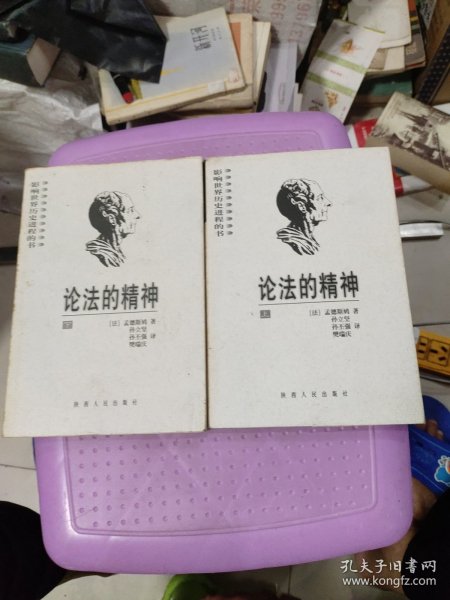 影响世界历史进程的书
论法的精神
下
〔法〕孟德斯鸠 著
孙立坚
孙丕强 译
樊瑞庆
陕西人民出版社
影响世界历史进程的书
论法的精神
上
〔法〕孟德斯鸠 著
孙立坚
孙丕强 译
樊瑞庆
陕西人民出版社
孔夫子旧书网
www.kongfz.com